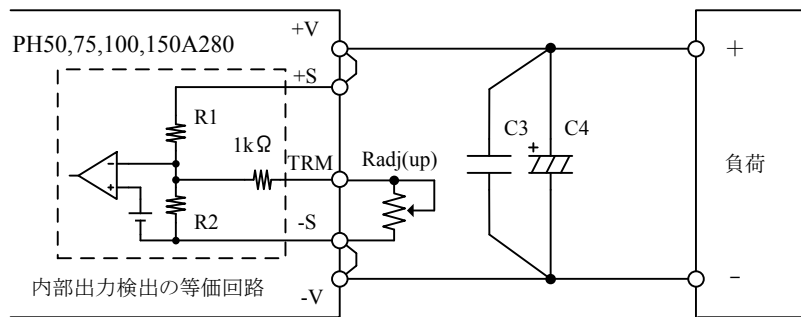 PH50,75,100,150A280
+V
+S
R1
1kΩ
TRM
Radj(up)
R2
-S
-V
内部出力検出の等価回路
C3
C4
+
+
-
負荷
-
+